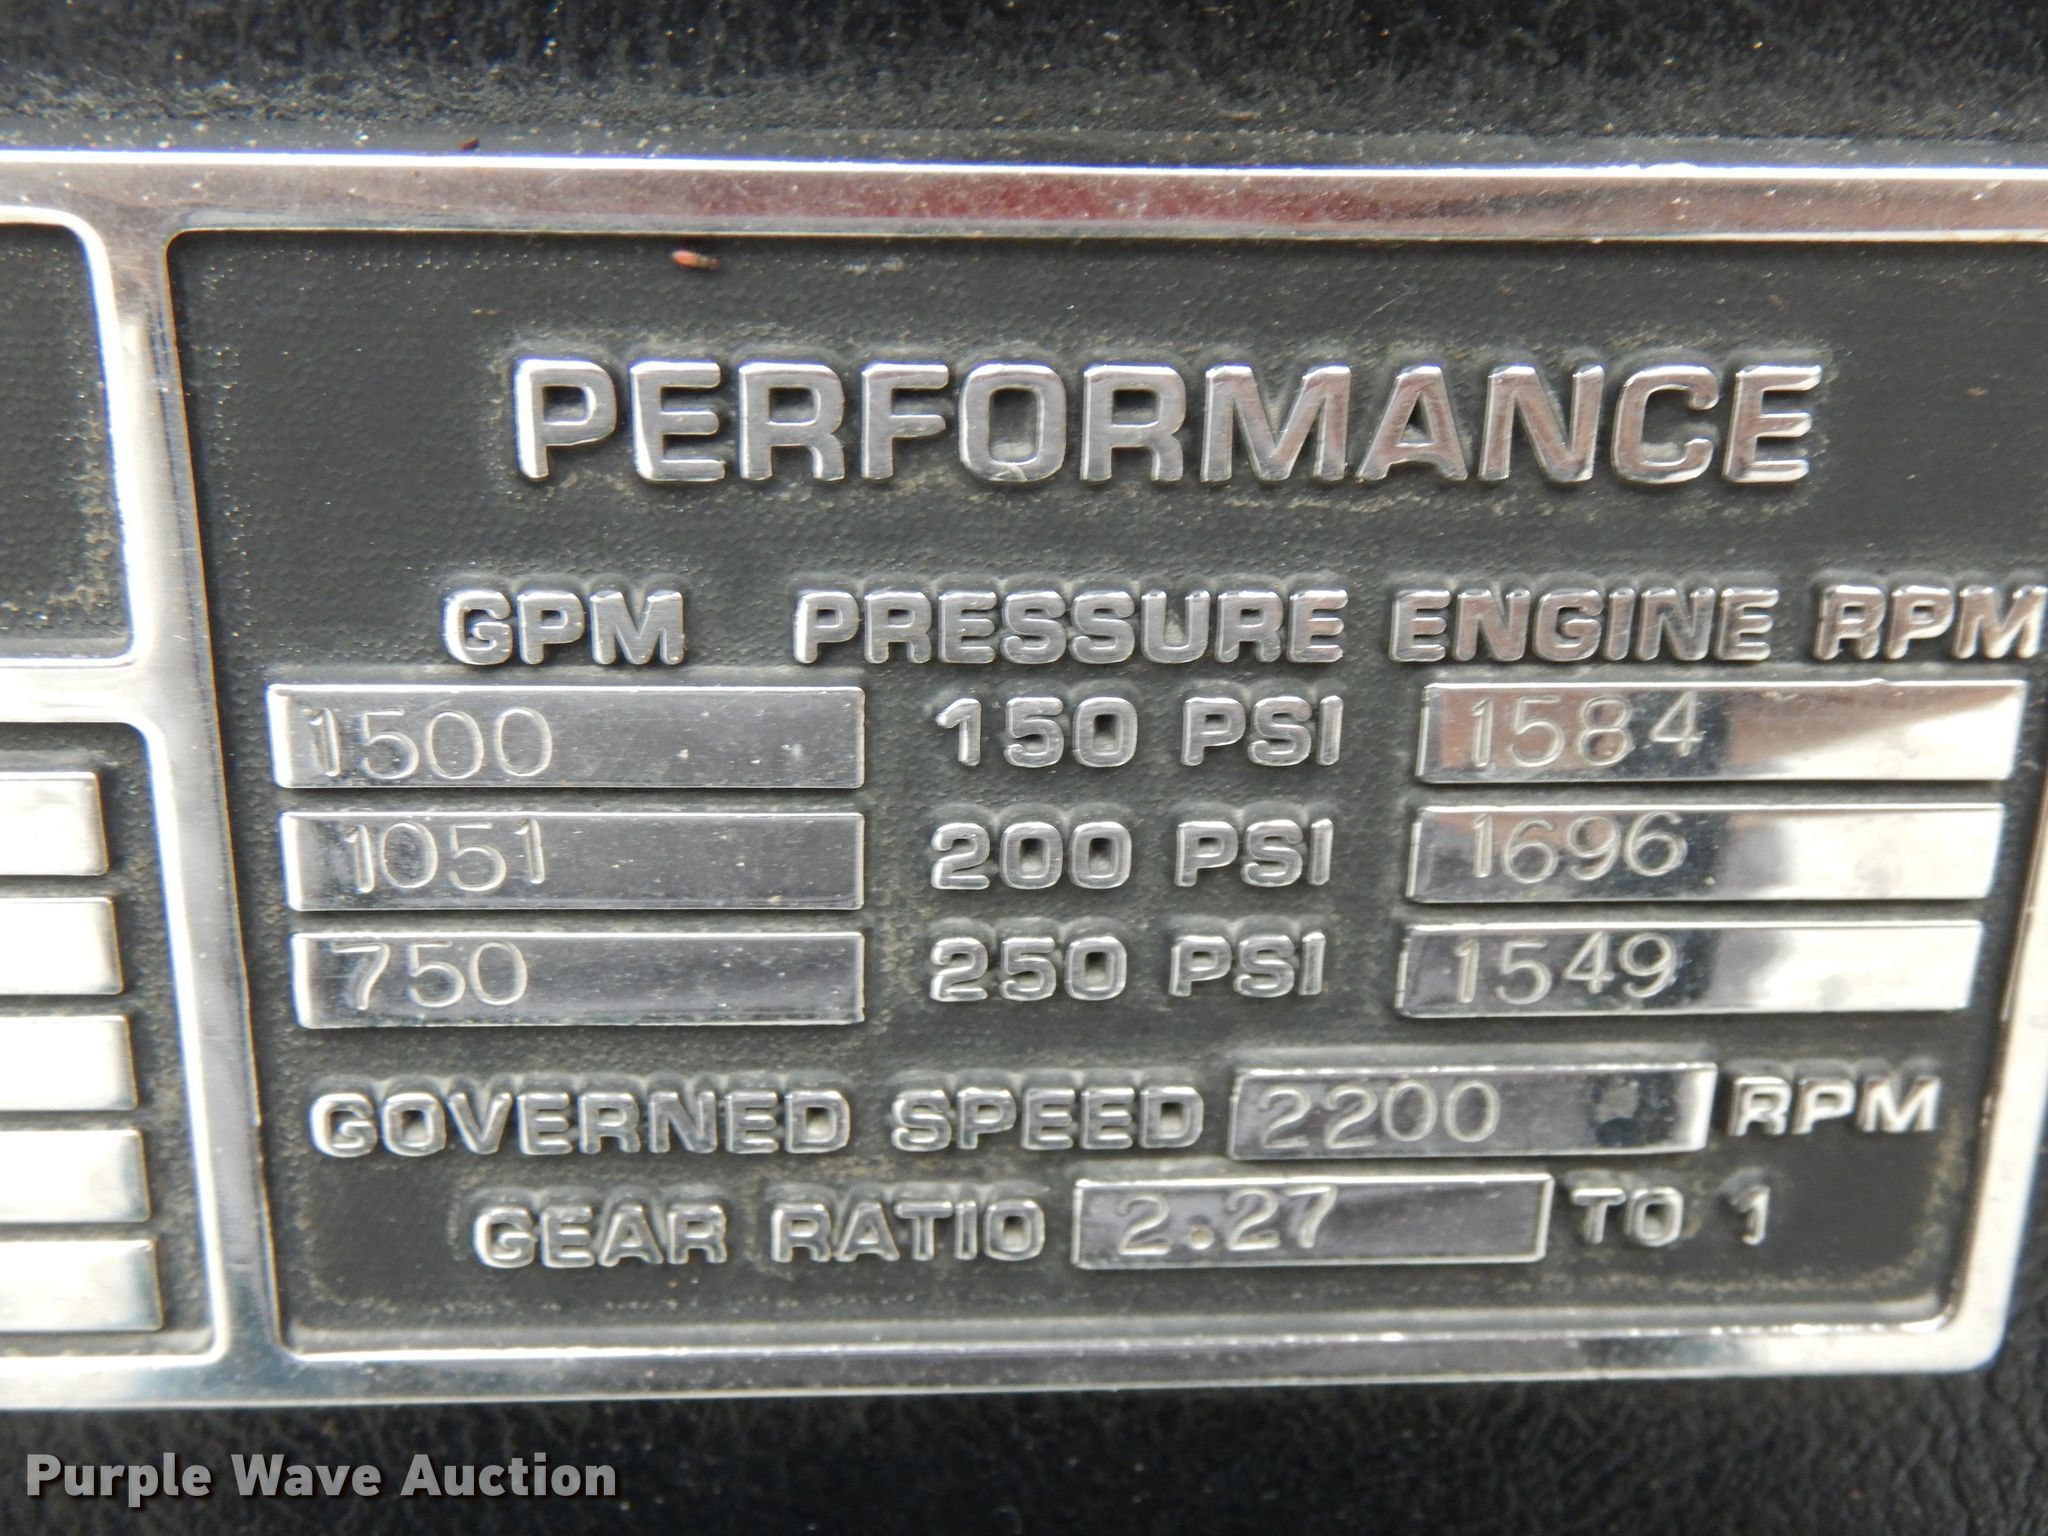 PERFORMANCE
GPM PRESSURE ENGINE RPM
1500 150 PSI 1584
1051 200 PSI 1696
750 250 PSI 1549
GOVERNED SPEED 2200 RPM
GEAR RATIO 2.27 TO 1
Purple Wave Auction